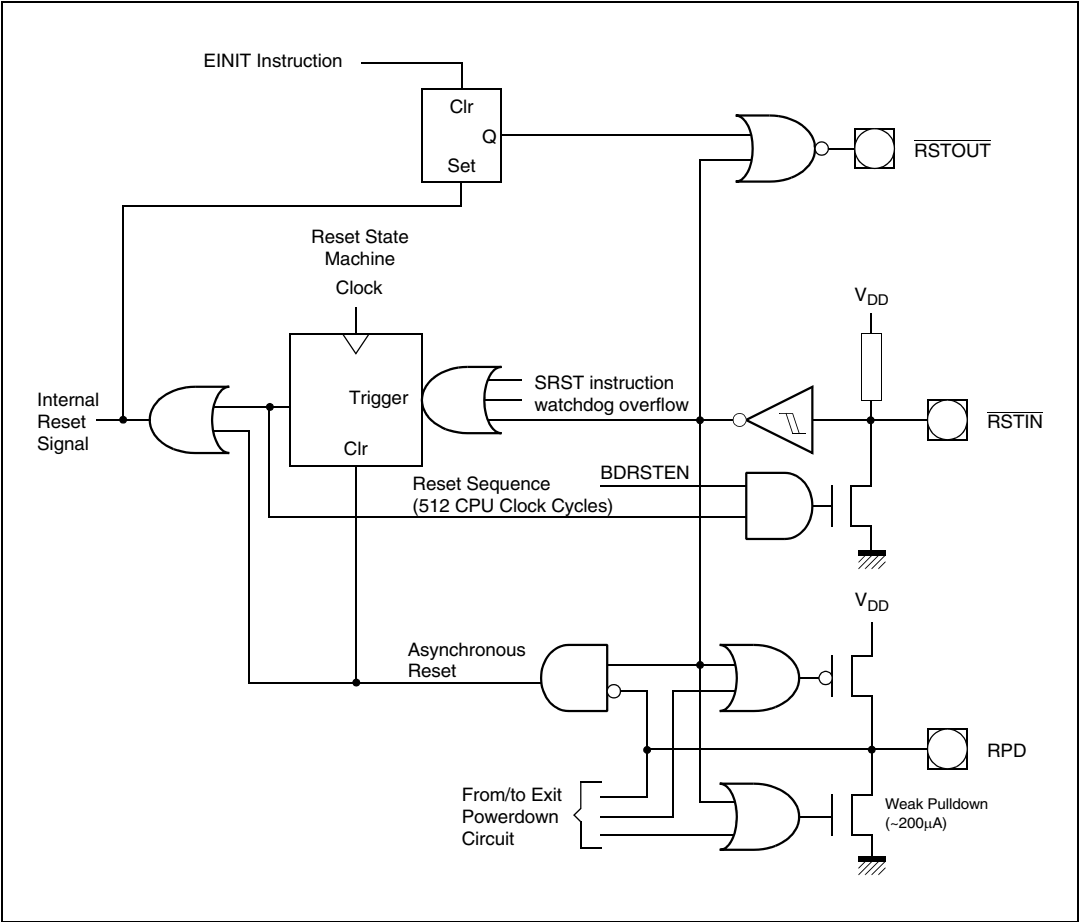 EINIT Instruction
Clr
Q
Set
RSTOUT
Reset State
Machine
Clock
VDD
Trigger
SRST instruction
watchdog overflow
Internal
Reset
Signal
RSTIN
Clr
BDRSTEN
Reset Sequence
(512 CPU Clock Cycles)
VDD
Asynchronous
Reset
RPD
From/to Exit
Powerdown
Circuit
Weak Pulldown
(~200µA)